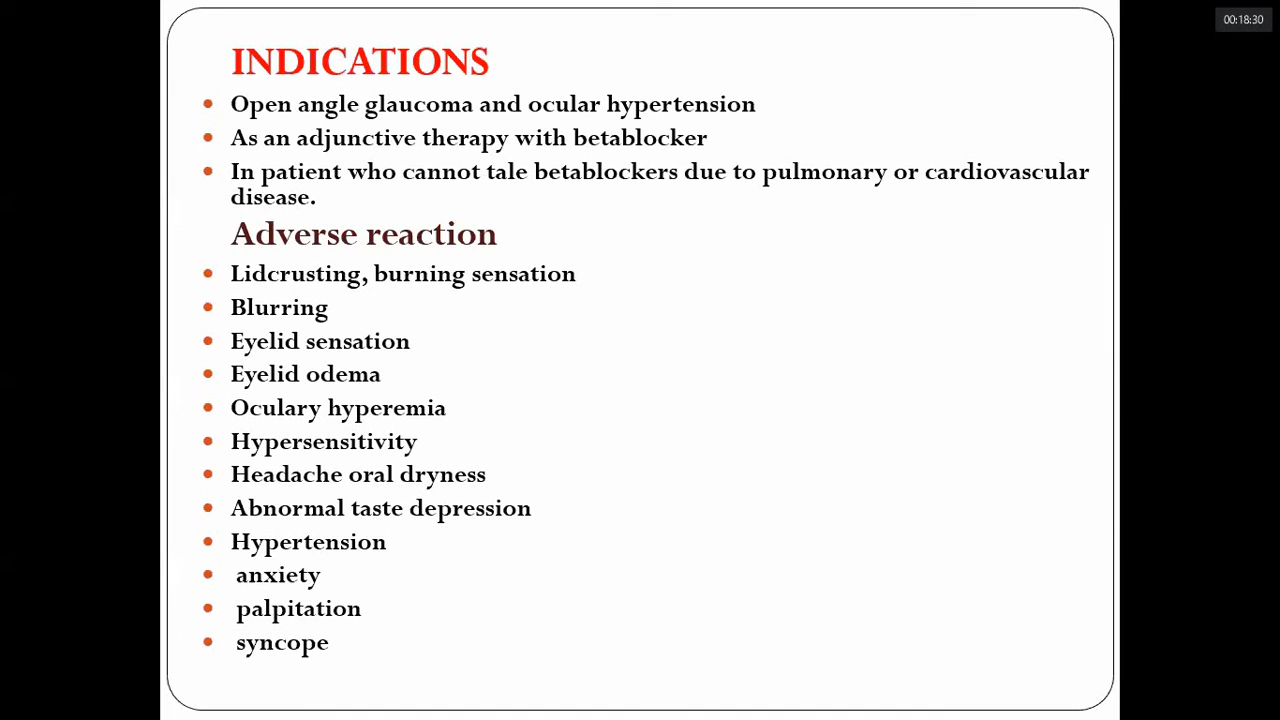 00:18:30
INDICATIONS
Open angle glaucoma and ocular hypertension
As an adjunctive therapy with betablocker
In patient who cannot tale betablockers due to pulmonary or cardiovascular
disease.
Adverse reaction
Lidcrusting, burning sensation
Blurring
Eyelid sensation
Eyelid odema
Oculary hyperemia
Hypersensitivity
Headache oral dryness
Abnormal taste depression
Hypertension
anxiety
palpitation
syncope